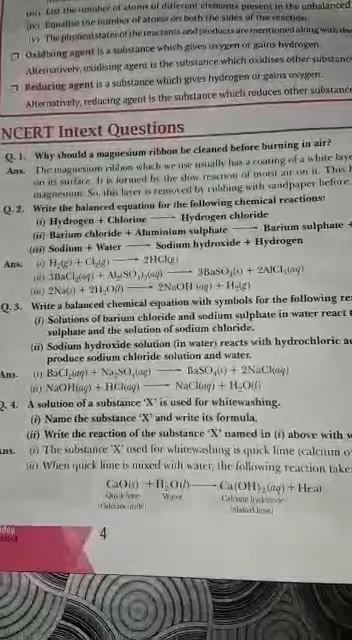 (iii) List the number of atoms of different elements present in the unbalanced
(iv) Equalise the number of atoms on both the sides of the reaction.
(v) The physical states of the reactants and products are mentioned along with
❒ Oxidising agent is a substance which gives oxygen or gains hydrogen.
Alternatively, oxidising agent is the substance which oxidises other substance
❒ Reducing agent is a substance which gives hydrogen or gains oxygen.
Alternatively, reducing agent is the substance which reduces other substance
NCERT Intext Questions
Q. 1. Why should a magnesium ribbon be cleaned before burning in air?
Ans. The magnesium ribbon which we use usually has a coating of a white laye
on its surface. It is formed by the slow reaction of moist air on it. This
magnesium. So, this layer is removed by rubbing with sandpaper before
Q. 2. Write the balanced equation for the following chemical reactions:
(i) Hydrogen + Chlorine ⟶ Hydrogen chloride
(ii) Barium chloride + Aluminium sulphate ⟶ Barium sulphate +
(iii) Sodium + Water ⟶ Sodium hydroxide + Hydrogen
Ans. (i) H₂(g) + Cl₂(g) ⟶ 2HCl(g)
(ii) 3BaCl₂(aq) + Al₂(SO₄)₃(aq) ⟶ 3BaSO₄(s) + 2AlCl₃(aq)
(iii) 2Na(s) + 2H₂O(l) ⟶ 2NaOH (aq) + H₂(g)
Q. 3. Write a balanced equation with symbols for the following re
(i) Solutions of barium chloride and sodium sulphate in water react
sulphate and the solution of sodium chloride.
(ii) Sodium hydroxide solution (in water) reacts with hydrochloric a
produce sodium chloride solution and water.
Ans. (i) BaCl₂(aq) + Na₂SO₄(aq) ⟶ BaSO₄(s) + 2NaCl(aq)
(ii) NaOH(aq) + HCl(aq) ⟶ NaCl(aq) + H₂O(l)
Q. 4. A solution of a substance 'X' is used for whitewashing.
(i) Name the substance 'X' and write its formula.
(ii) Write the reaction of the substance 'X' named in (i) above with w
Ans. (i) The substance 'X' used for whitewashing is quick lime (calcium o
(ii) When quick lime is mixed with water, the following reaction take
CaO(s) + H₂O(l) ⟶ Ca(OH)₂(aq) + Heat
Quick lime Water Calcium hydroxide
(Calcium oxide) (Slaked lime)
4